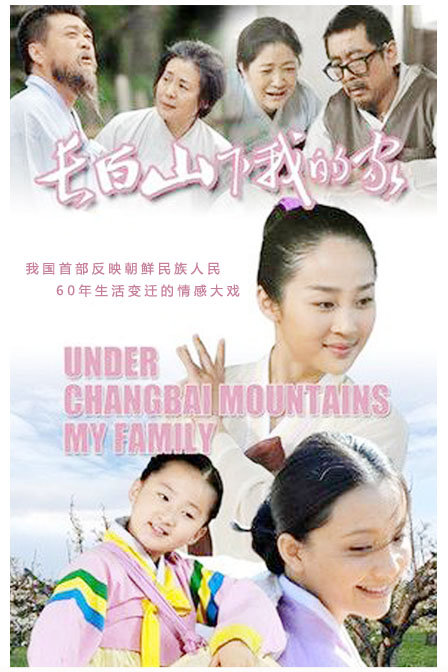 长白山下我的家
我国首部反映朝鲜民族人民
60年生活变迁的情感大戏
UNDER
CHANGBAI MOUNTAINS
MY FAMILY